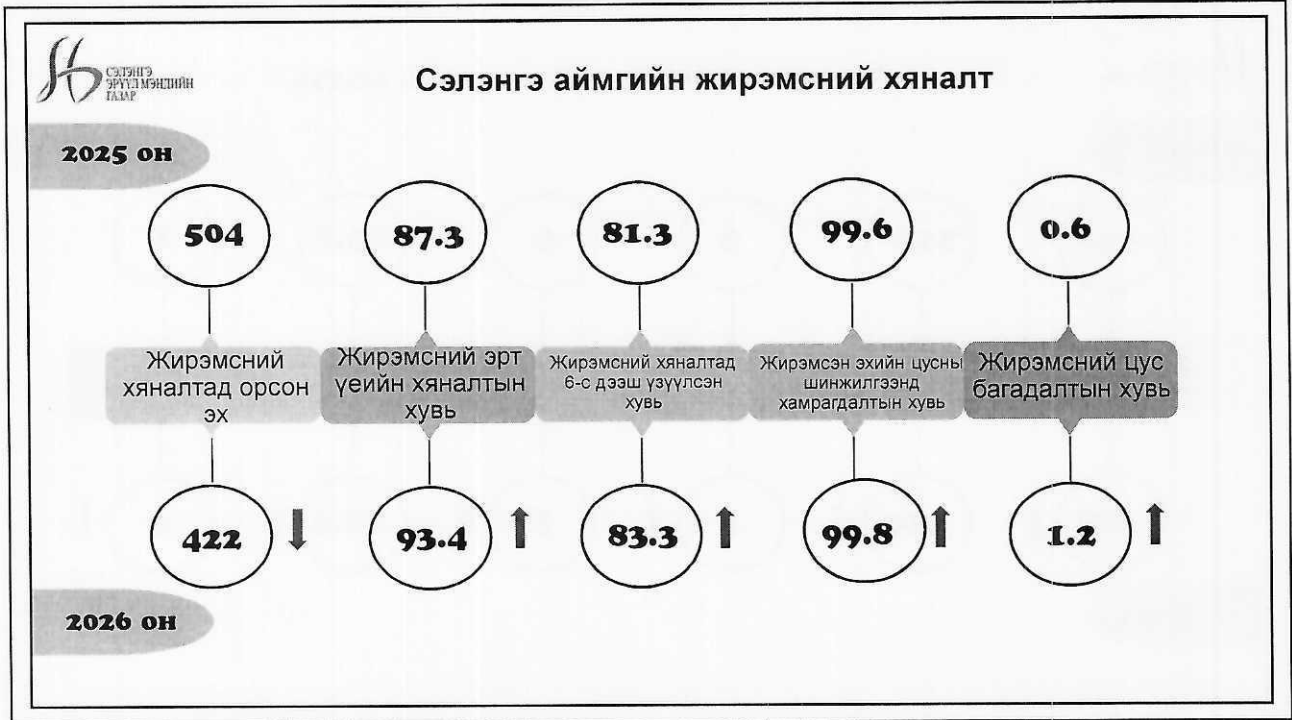 СЭЛЭНГЭ
ЭРҮҮЛ МЭНДИЙН
ГАЗАР
Сэлэнгэ аймгийн жирэмсний хяналт
2025 он
504
87.3
81.3
99.6
0.6
Жирэмсний
хяналтад орсон
эх
Жирэмсний эрт
үеийн хяналтын
хувь
Жирэмсний хяналтад
6-с дээш үзүүлсэн
хувь
Жирэмсэн эхийн цусны
шинжилгээнд
хамрагдалтын хувь
Жирэмсний цус
багадалтын хувь
422
93.4
83.3
99.8
1.2
2026 он